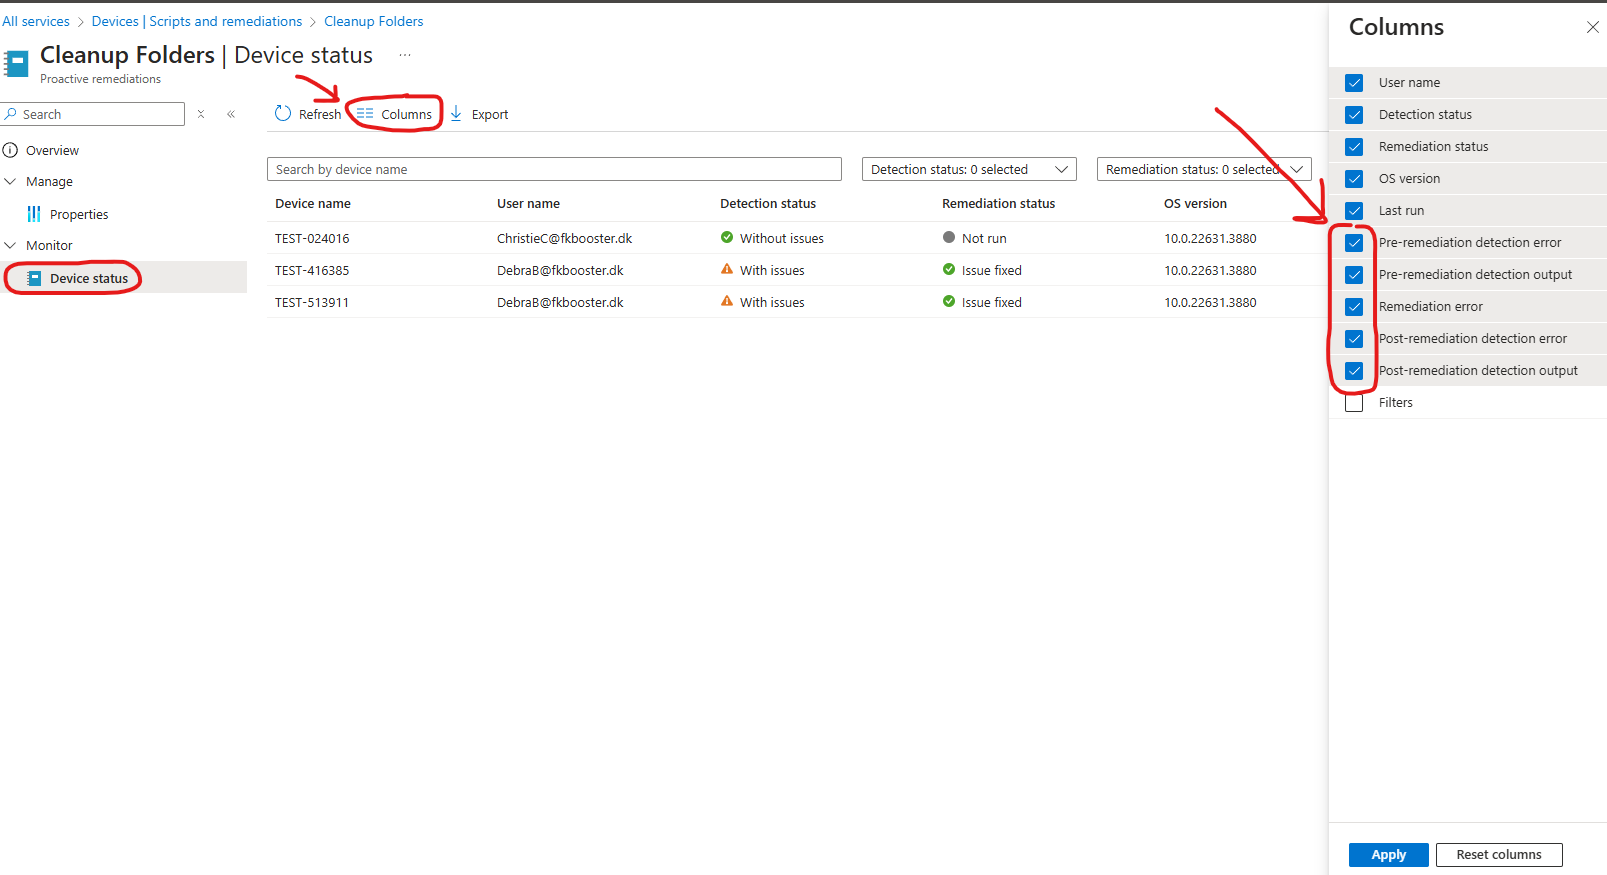 All services > Devices | Scripts and remediations > Cleanup Folders
Cleanup Folders | Device status ...
Proactive remediations
Search
Overview
Manage
Properties
Monitor
Device status
Refresh Columns Export
Search by device name
Detection status: 0 selected
Remediation status: 0 selected
Device name User name Detection status Remediation status OS version
TEST-024016 ChristieC@fkbooster.dk Without issues Not run 10.0.22631.3880
TEST-416385 DebraB@fkbooster.dk With issues Issue fixed 10.0.22631.3880
TEST-513911 DebraB@fkbooster.dk With issues Issue fixed 10.0.22631.3880
Columns
User name
Detection status
Remediation status
OS version
Last run
Pre-remediation detection error
Pre-remediation detection output
Remediation error
Post-remediation detection error
Post-remediation detection output
Filters
Apply Reset columns